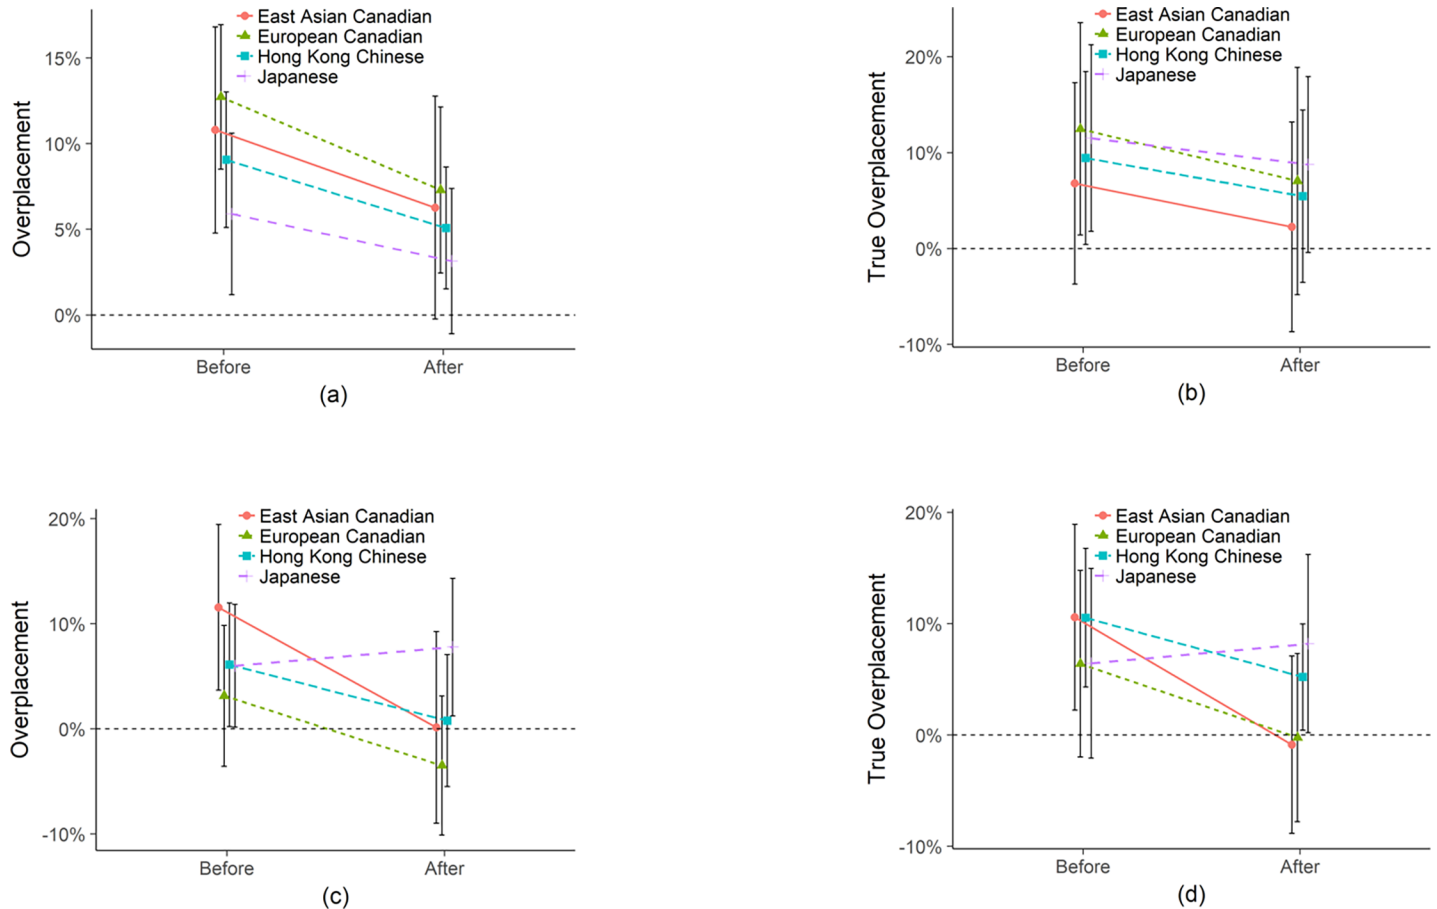 East Asian Canadian
European Canadian
Hong Kong Chinese
Japanese
15%
10%
5%
0%
Overplacement
Before
After
(a)
East Asian Canadian
European Canadian
Hong Kong Chinese
Japanese
20%
10%
0%
-10%
True Overplacement
Before
After
(b)
East Asian Canadian
European Canadian
Hong Kong Chinese
Japanese
20%
10%
0%
-10%
Overplacement
Before
After
(c)
East Asian Canadian
European Canadian
Hong Kong Chinese
Japanese
20%
10%
0%
-10%
True Overplacement
Before
After
(d)